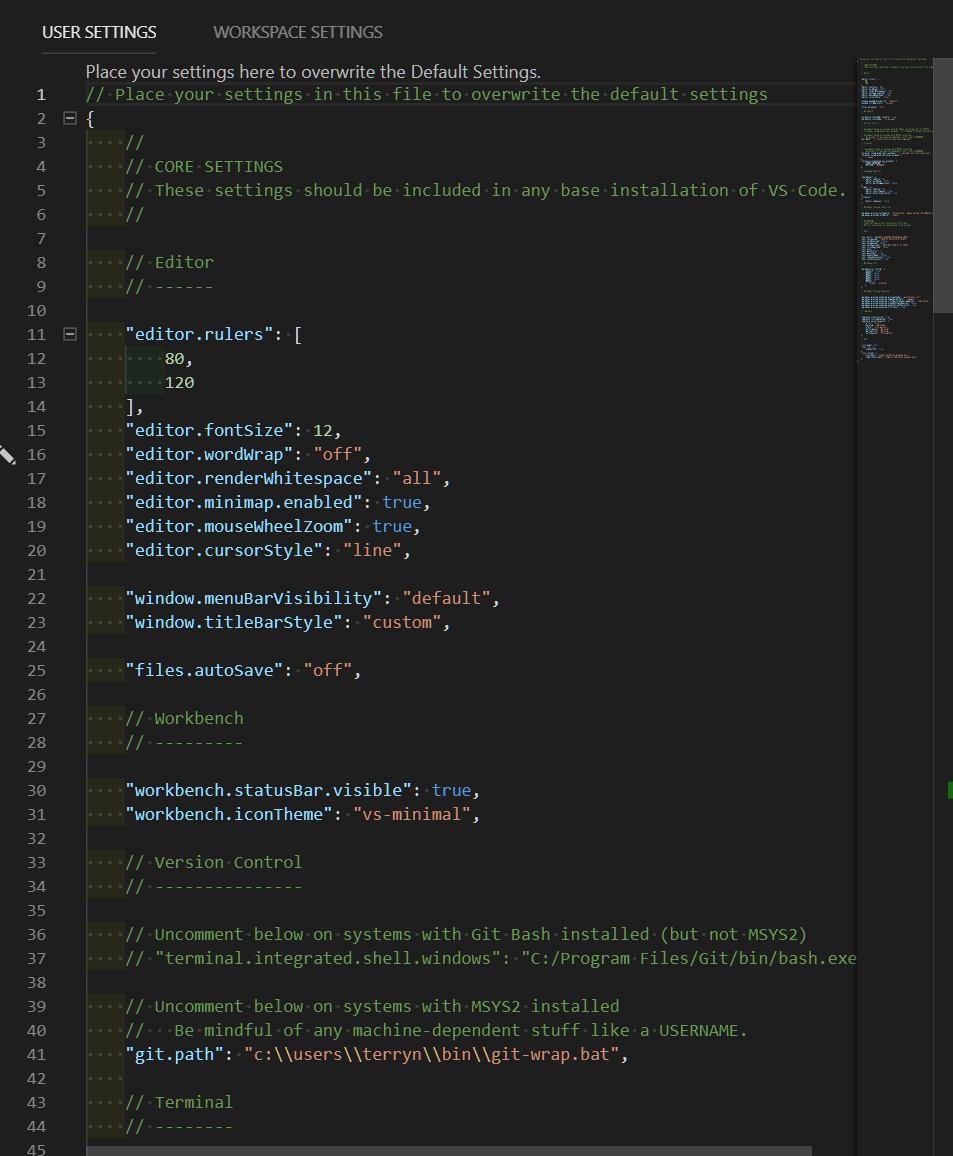 USER SETTINGS WORKSPACE SETTINGS
Place your settings here to overwrite the Default Settings.
1 // Place your settings in this file to overwrite the default settings
2 {
3 //
4 // CORE SETTINGS
5 // These settings should be included in any base installation of VS Code.
6 //
7
8 // Editor
9 // ------
10
11 "editor.rulers": [
12 80,
13 120
14 ],
15 "editor.fontSize": 12,
16 "editor.wordWrap": "off",
17 "editor.renderWhitespace": "all",
18 "editor.minimap.enabled": true,
19 "editor.mouseWheelZoom": true,
20 "editor.cursorStyle": "line",
21
22 "window.menuBarVisibility": "default",
23 "window.titleBarStyle": "custom",
24
25 "files.autoSave": "off",
26
27 // Workbench
28 // ---------
29
30 "workbench.statusBar.visible": true,
31 "workbench.iconTheme": "vs-minimal",
32
33 // Version Control
34 // ---------------
35
36 // Uncomment below on systems with Git Bash installed (but not MSYS2)
37 // "terminal.integrated.shell.windows": "C:/Program Files/Git/bin/bash.exe
38
39 // Uncomment below on systems with MSYS2 installed
40 //   Be mindful of any machine-dependent stuff like a USERNAME.
41 "git.path": "c:\\users\\terryn\\bin\\git-wrap.bat",
42
43 // Terminal
44 // --------
45